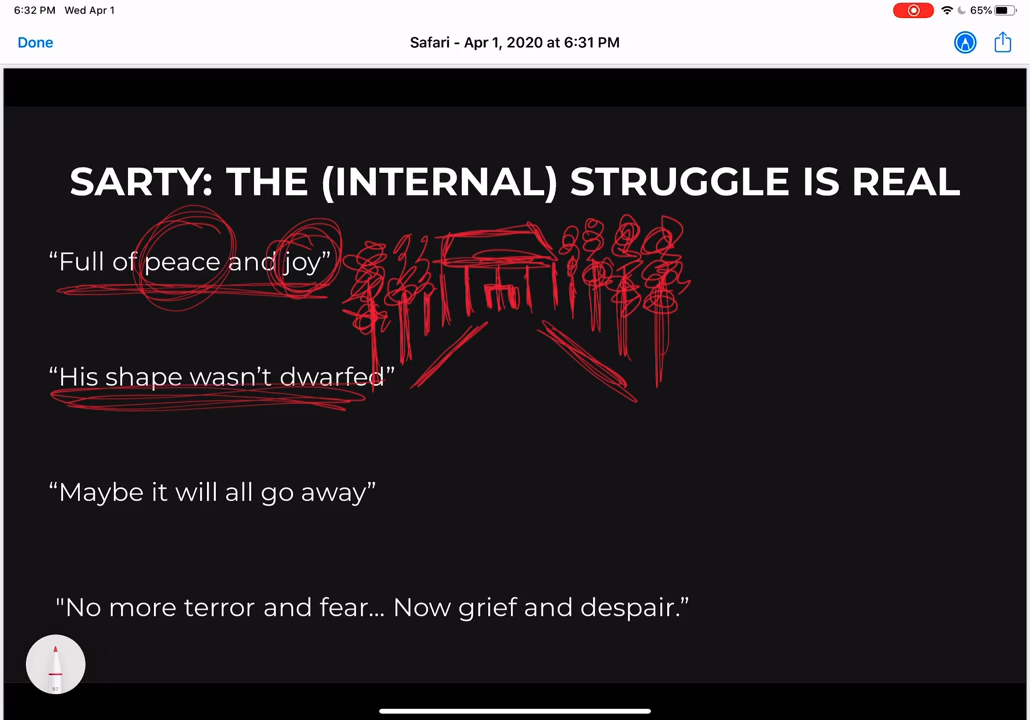 6:32 PM Wed Apr 1
65%
Done
Safari - Apr 1, 2020 at 6:31 PM
SARTY: THE (INTERNAL) STRUGGLE IS REAL
“Full of peace and joy”
“His shape wasn’t dwarfed”
“Maybe it will all go away”
"No more terror and fear... Now grief and despair.”